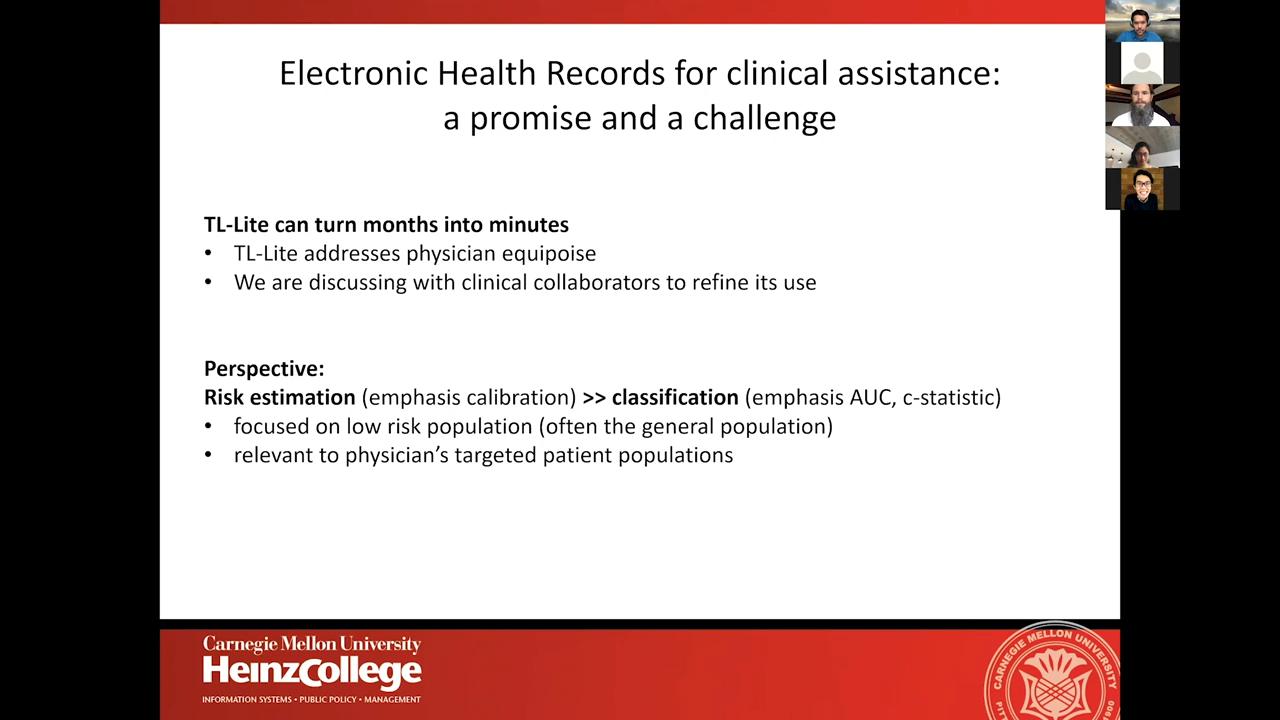 Electronic Health Records for clinical assistance:
a promise and a challenge
TL-Lite can turn months into minutes
• TL-Lite addresses physician equipoise
• We are discussing with clinical collaborators to refine its use
Perspective:
Risk estimation (emphasis calibration) >> classification (emphasis AUC, c-statistic)
• focused on low risk population (often the general population)
• relevant to physician’s targeted patient populations
Carnegie Mellon University
HeinzCollege
INFORMATION SYSTEMS • PUBLIC POLICY • MANAGEMENT
CARNEGIE MELLON UNIVERSITY